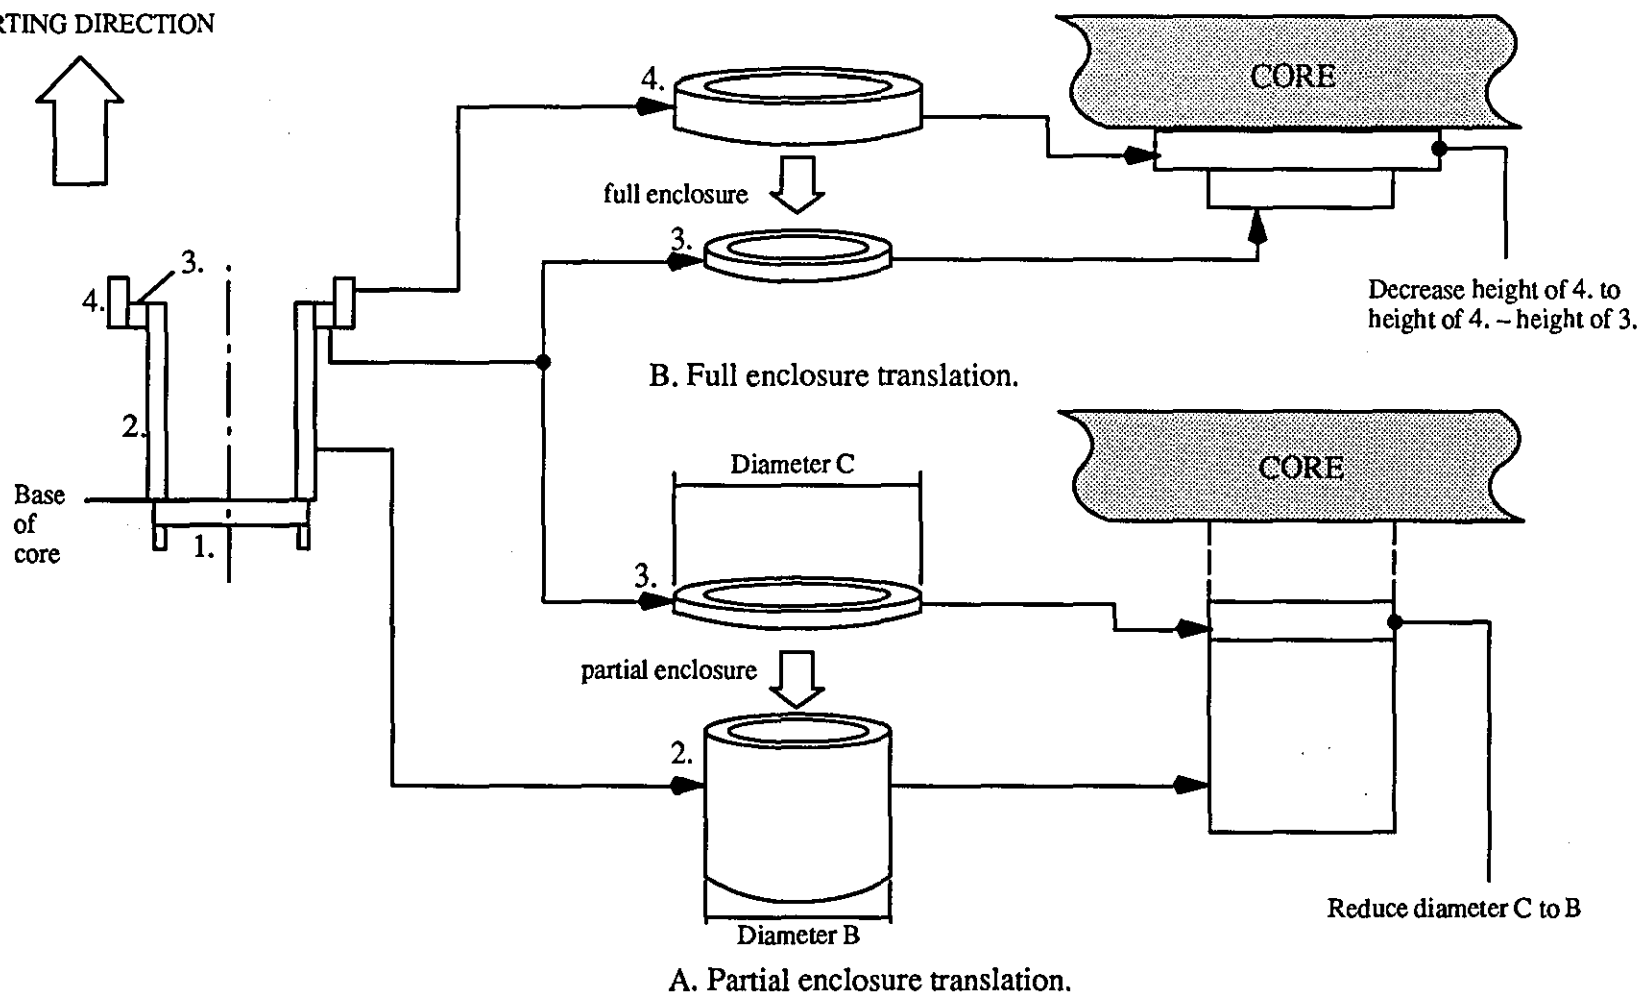 RTING DIRECTION
4.
CORE
full enclosure
3.
3.
4.
Decrease height of 4. to
height of 4. – height of 3.
B. Full enclosure translation.
2.
Diameter C
CORE
Base
of
core
1.
3.
partial enclosure
2.
Reduce diameter C to B
Diameter B
A. Partial enclosure translation.